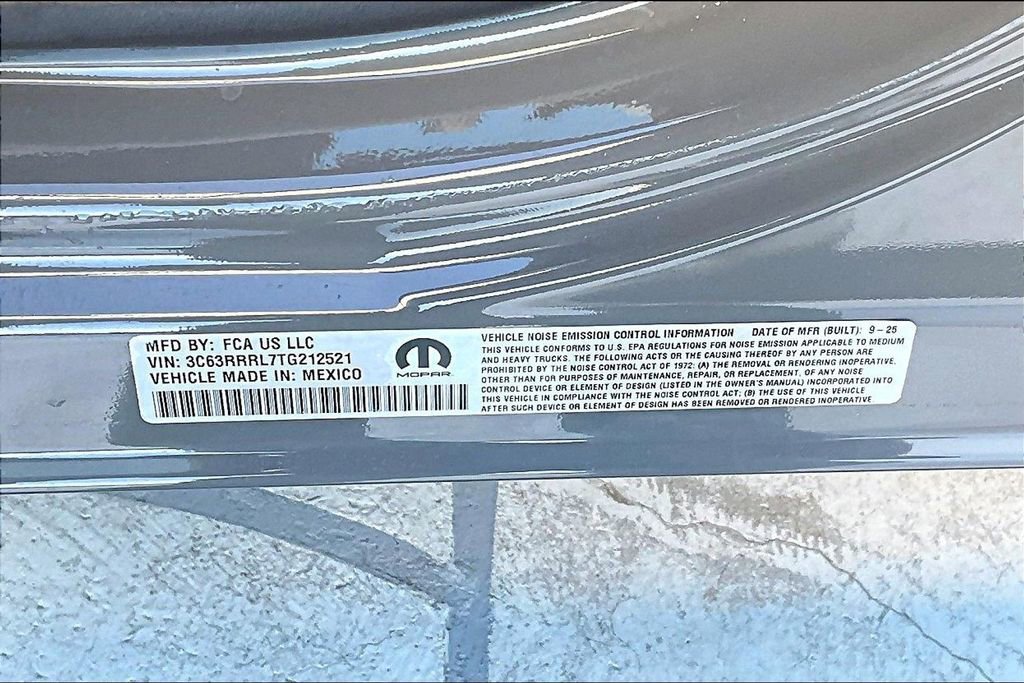 MFD BY: FCA US LLC
VIN: 3C63RRRL7TG212521
VEHICLE MADE IN: MEXICO
MOPAR
VEHICLE NOISE EMISSION CONTROL INFORMATION DATE OF MFR (BUILT): 9-25
THIS VEHICLE CONFORMS TO U.S. EPA REGULATIONS FOR NOISE EMISSION APPLICABLE TO MEDIUM
AND HEAVY TRUCKS. THE FOLLOWING ACTS OR THE CAUSING THEREOF BY ANY PERSON ARE
PROHIBITED BY THE NOISE CONTROL ACT OF 1972: (A) THE REMOVAL OR RENDERING INOPERATIVE,
OTHER THAN FOR PURPOSES OF MAINTENANCE, REPAIR, OR REPLACEMENT, OF ANY NOISE
CONTROL DEVICE OR ELEMENT OF DESIGN (LISTED IN THE OWNER'S MANUAL) INCORPORATED INTO
THIS VEHICLE IN COMPLIANCE WITH THE NOISE CONTROL ACT; (B) THE USE OF THIS VEHICLE
AFTER SUCH DEVICE OR ELEMENT OF DESIGN HAS BEEN REMOVED OR RENDERED INOPERATIVE